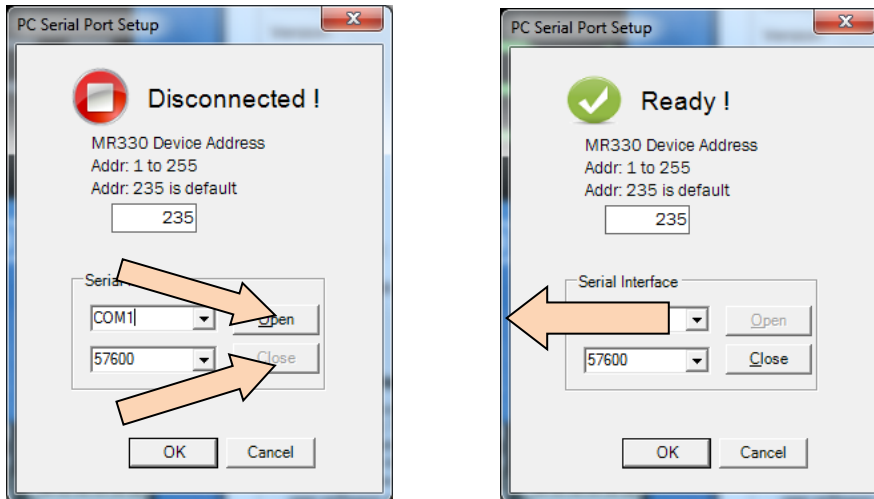 PC Serial Port Setup
Disconnected !
MR330 Device Address
Addr: 1 to 255
Addr: 235 is default
235
Serial
COM1
Open
57600
Close
OK
Cancel
PC Serial Port Setup
Ready !
MR330 Device Address
Addr: 1 to 255
Addr: 235 is default
235
Serial Interface
Open
57600
Close
OK
Cancel